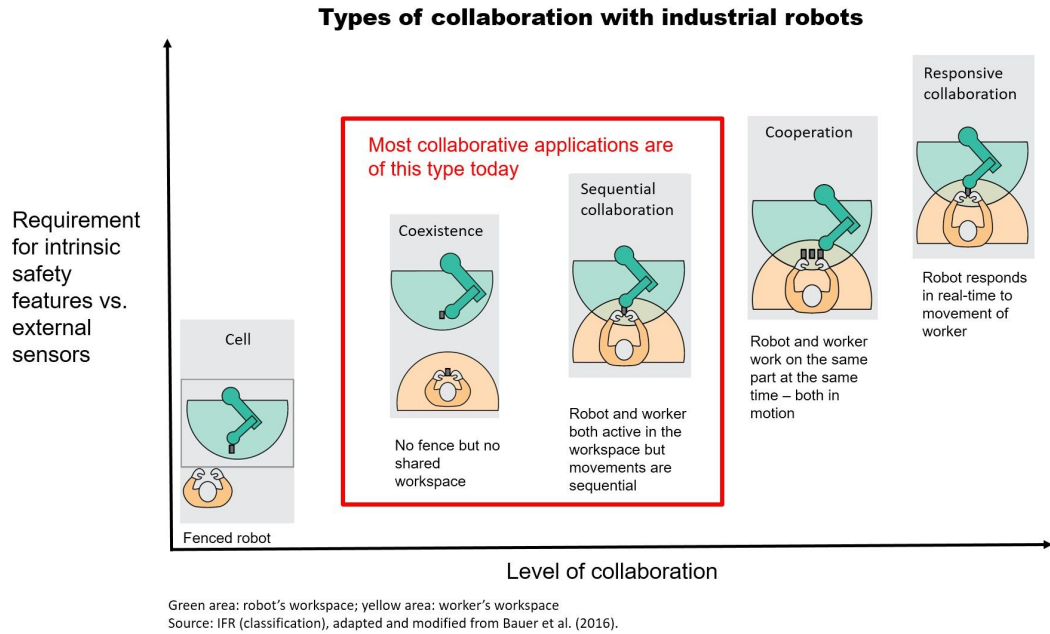 Types of collaboration with industrial robots
Requirement
for intrinsic
safety
features vs.
external
sensors
Cell
Fenced robot
Most collaborative applications are
of this type today
Coexistence
No fence but no
shared
workspace
Sequential
collaboration
Robot and worker
both active in the
workspace but
movements are
sequential
Cooperation
Robot and worker
work on the same
part at the same
time – both in
motion
Responsive
collaboration
Robot responds
in real-time to
movement of
worker
Level of collaboration
Green area: robot's workspace; yellow area: worker's workspace
Source: IFR (classification), adapted and modified from Bauer et al. (2016).